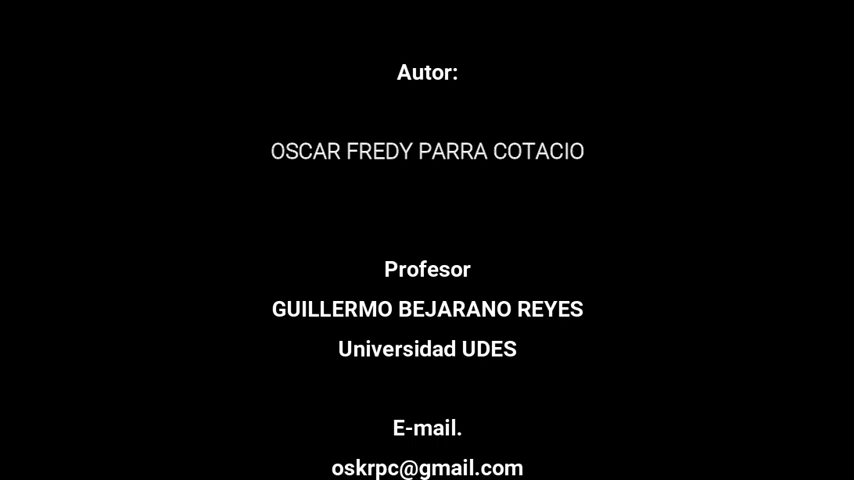 Autor:
OSCAR FREDY PARRA COTACIO
Profesor
GUILLERMO BEJARANO REYES
Universidad UDES
E-mail.
oskrpc@gmail.com